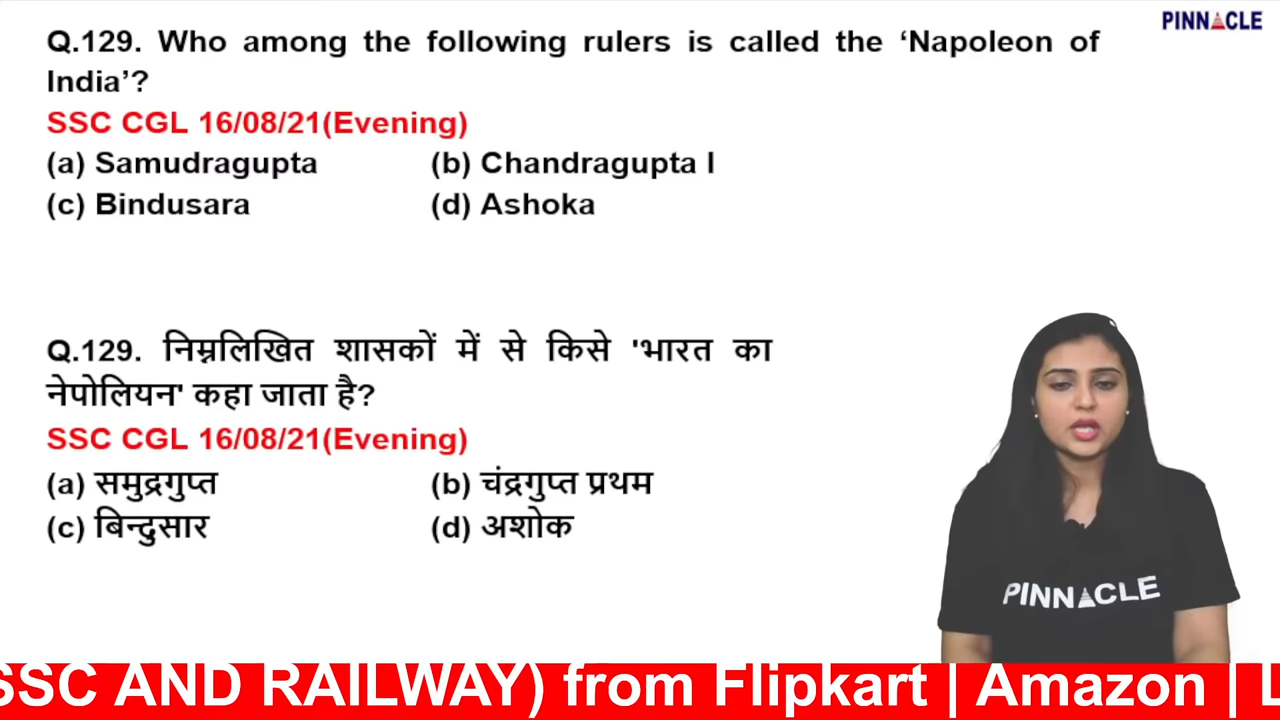 PINNACLE
Q.129. Who among the following rulers is called the ‘Napoleon of
India’?
SSC CGL 16/08/21(Evening)
(a) Samudragupta (b) Chandragupta I
(c) Bindusara (d) Ashoka
Q.129. निम्नलिखित शासकों में से किसे 'भारत का
नेपोलियन' कहा जाता है?
SSC CGL 16/08/21(Evening)
(a) समुद्रगुप्त (b) चंद्रगुप्त प्रथम
(c) बिन्दुसार (d) अशोक
PINNACLE
SSC AND RAILWAY) from Flipkart | Amazon |